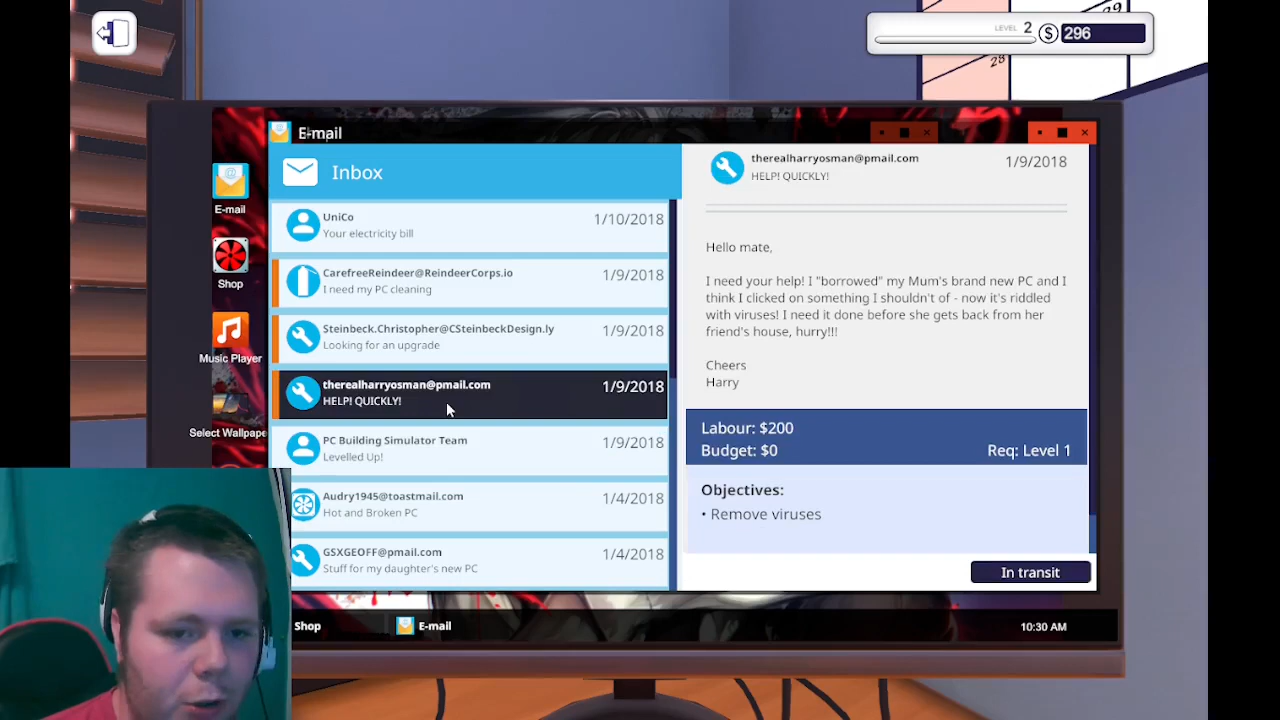 29
LEVEL 2
$ 296
28
E-mail
E-mail
Shop
Music Player
Select Wallpape
Inbox
UniCo
1/10/2018
Your electricity bill
CarefreeReindeer@ReindeerCorps.io
1/9/2018
I need my PC cleaning
Steinbeck.Christopher@CSteinbeckDesign.ly
1/9/2018
Looking for an upgrade
therealharryosman@pmail.com
1/9/2018
HELP! QUICKLY!
PC Building Simulator Team
1/9/2018
Levelled Up!
Audry1945@toastmail.com
1/4/2018
Hot and Broken PC
GSXGEOFF@pmail.com
1/4/2018
Stuff for my daughter's new PC
therealharryosman@pmail.com
1/9/2018
HELP! QUICKLY!
Hello mate,
I need your help! I "borrowed" my Mum's brand new PC and I
think I clicked on something I shouldn't of - now it's riddled
with viruses! I need it done before she gets back from her
friend's house, hurry!!!
Cheers
Harry
Labour: $200
Budget: $0
Req: Level 1
Objectives:
• Remove viruses
In transit
Shop
E-mail
10:30 AM